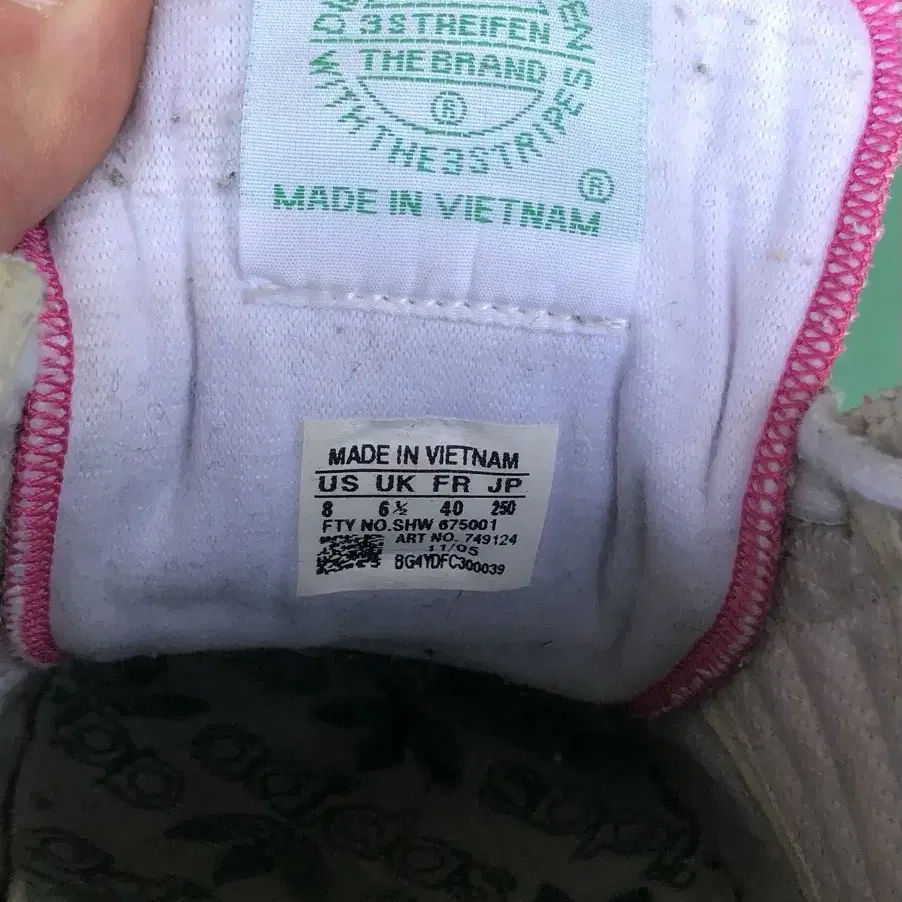 3STREIFEN
THE BRAND
®
WITH THE 3 STRIPES
®
MADE IN VIETNAM
MADE IN VIETNAM
US UK FR JP
8 6½ 40 250
FTY NO.SHW 675001
ART NO. 749124
11/05
BG4YDFC300039